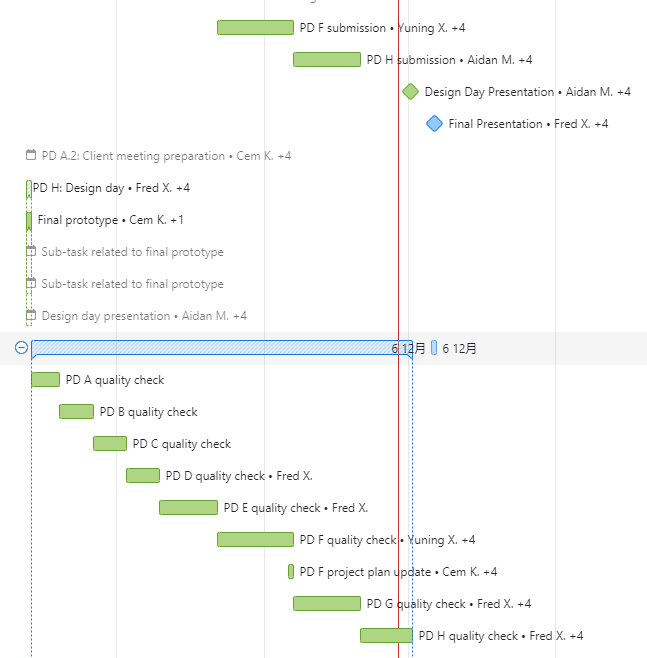 PD F submission • Yuning X. +4
PD H submission • Aidan M. +4
Design Day Presentation • Aidan M. +4
Final Presentation • Fred X. +4
PD A.2: Client meeting preparation • Cem K. +4
PD H: Design day • Fred X. +4
Final prototype • Cem K. +1
Sub-task related to final prototype
Sub-task related to final prototype
Design day presentation • Aidan M. +4
6 12月 6 12月
PD A quality check
PD B quality check
PD C quality check
PD D quality check • Fred X.
PD E quality check • Fred X.
PD F quality check • Yuning X. +4
PD F project plan update • Cem K. +4
PD G quality check • Fred X. +4
PD H quality check • Fred X. +4